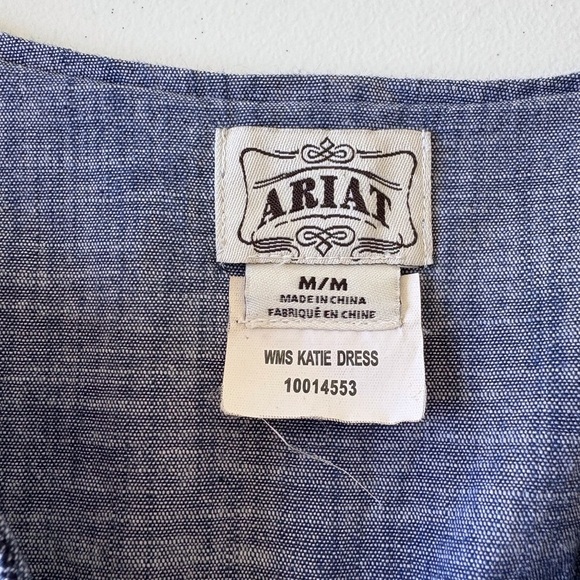 ARIAT
M/M
MADE IN CHINA
FABRIQUÉ EN CHINE
WMS KATIE DRESS
10014553